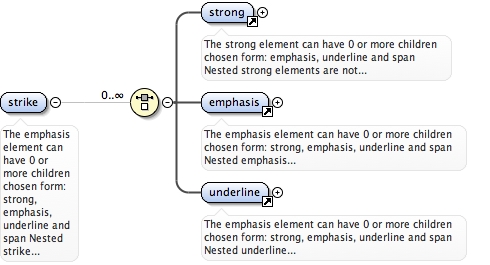 strong
The strong element can have 0 or more children
chosen form: emphasis, underline and span
Nested strong elements are not...
strike
0..∞
The emphasis
element can
have 0 or
more children
chosen form:
strong,
emphasis,
underline and
span Nested
strike...
emphasis
The emphasis element can have 0 or more children
chosen form: strong, emphasis, underline and span
Nested emphasis...
underline
The emphasis element can have 0 or more children
chosen form: strong, emphasis, underline and span
Nested underline...